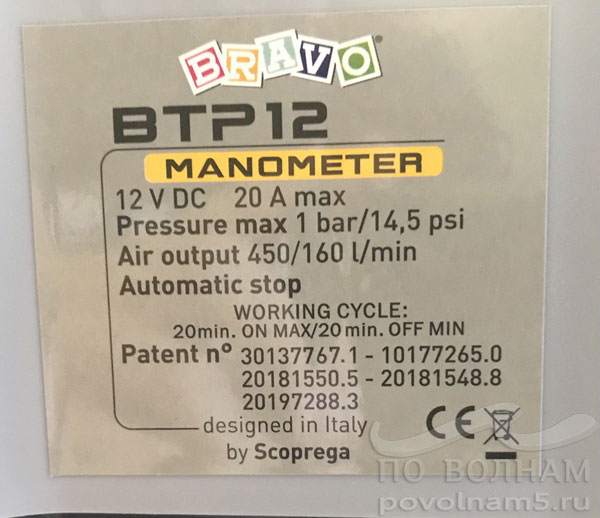 BRAVO®
BTP12
MANOMETER
12 V DC 20 A max
Pressure max 1 bar/14,5 psi
Air output 450/160 l/min
Automatic stop
WORKING CYCLE:
20min. ON MAX/20 min. OFF MIN
Patent n° 30137767.1 - 10177265.0
20181550.5 - 20181548.8
20197288.3
designed in Italy
by Scoprega
CE
ПО ВОЛНАМ
povolnam5.ru